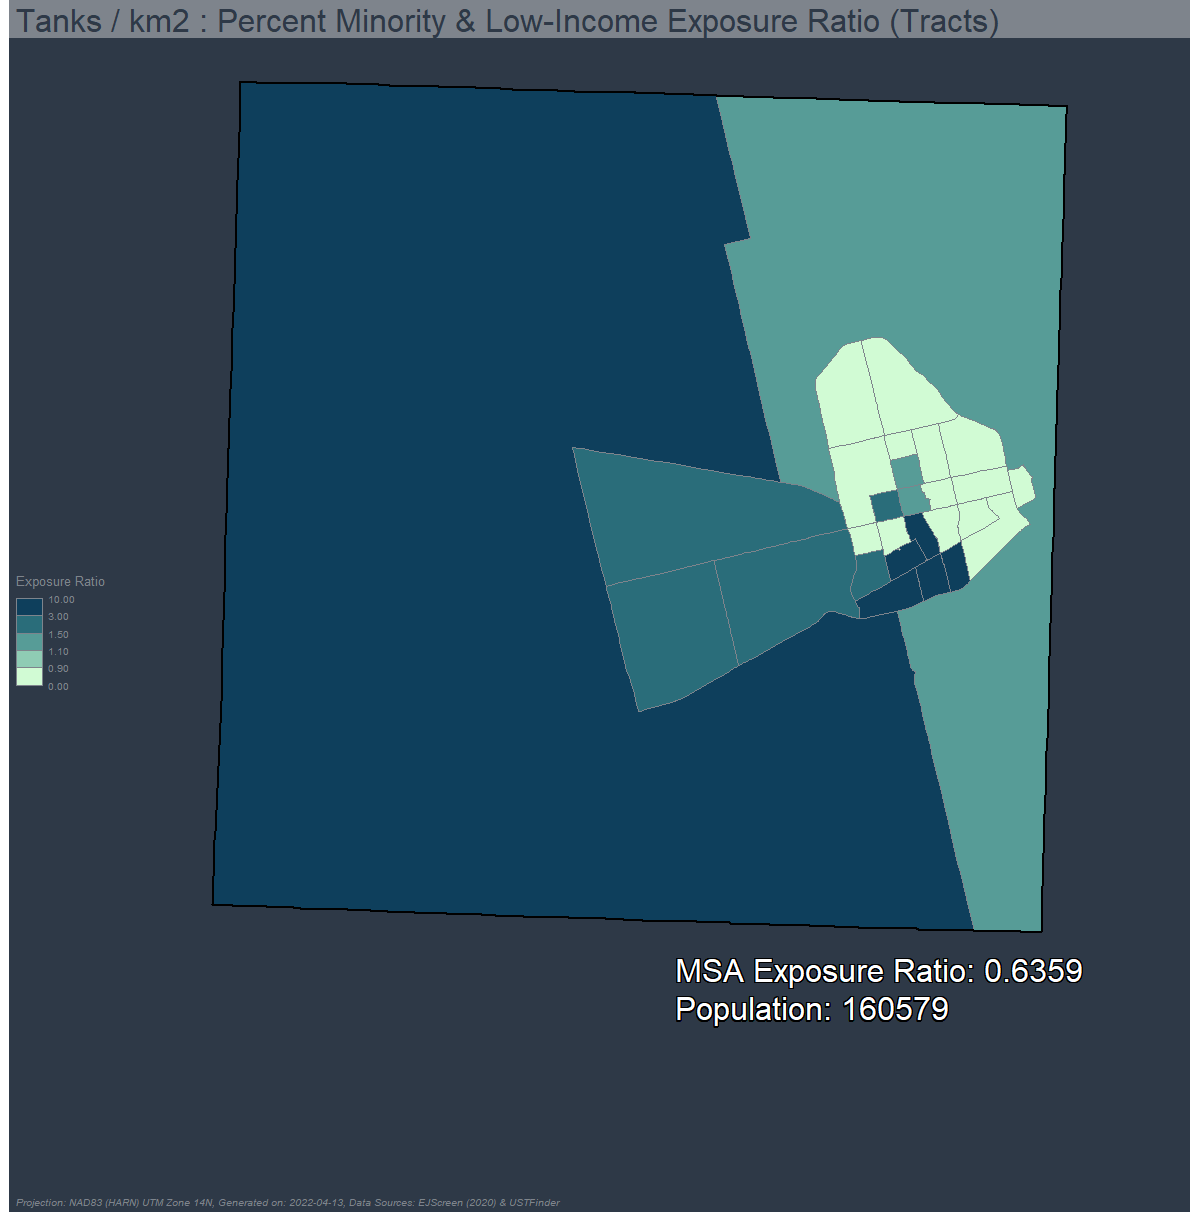 Tanks / km2 : Percent Minority & Low-Income Exposure Ratio (Tracts)
Exposure Ratio
10.00
3.00
1.50
1.10
0.90
0.00
MSA Exposure Ratio: 0.6359
Population: 160579
Projection: NAD83 (HARN) UTM Zone 14N, Generated on: 2022-04-13, Data Sources: EJScreen (2020) & USTFinder